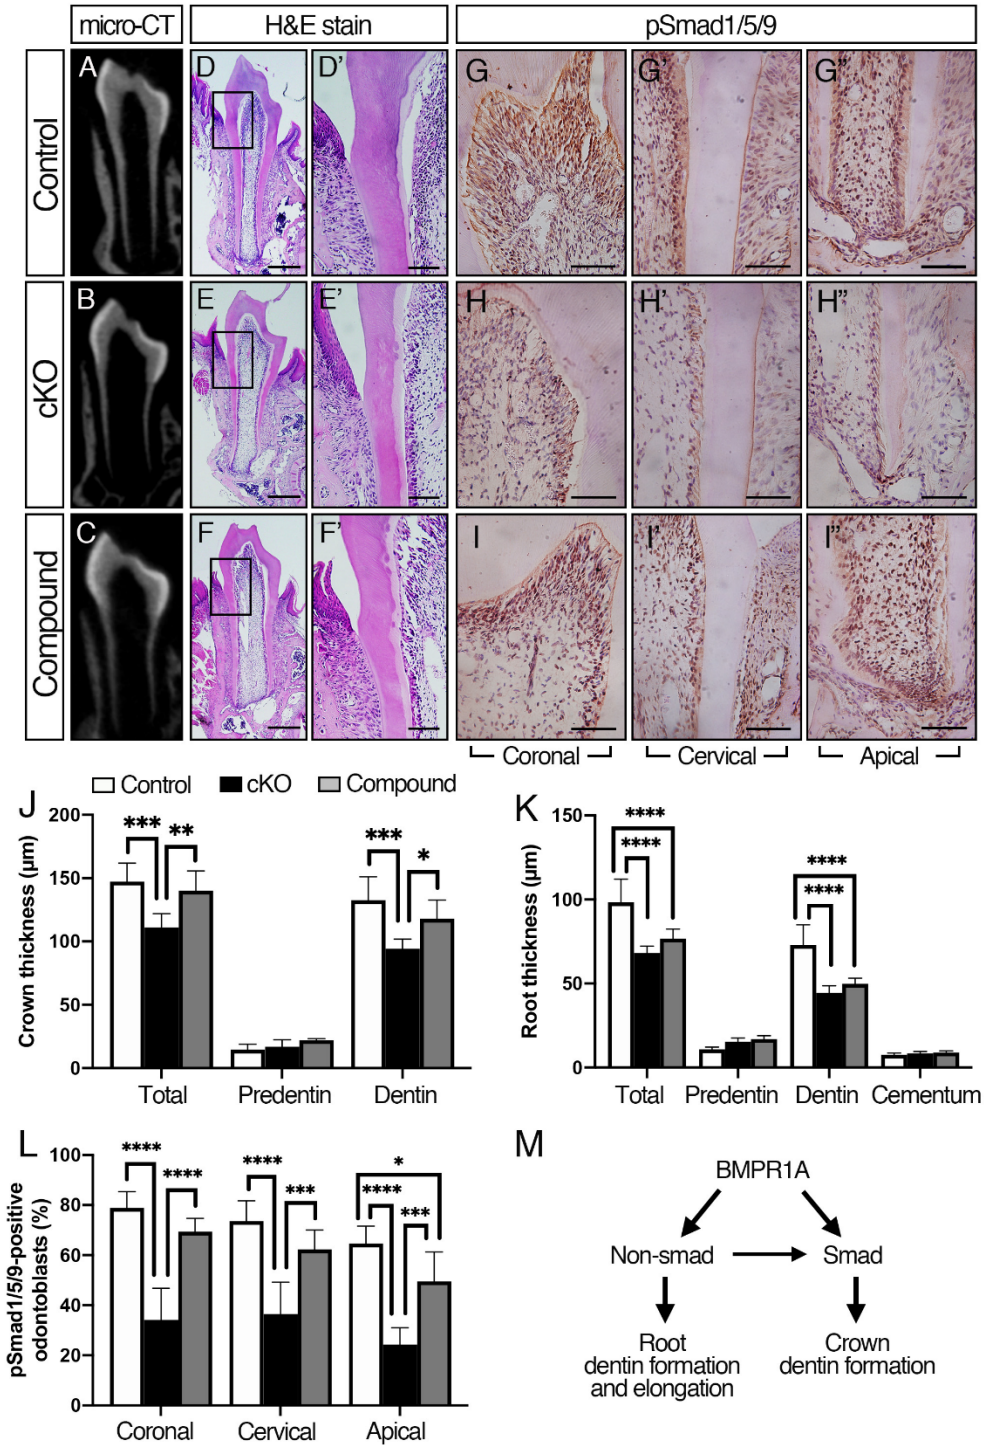 micro-CT
H&E stain
pSmad1/5/9
Control
A
D
D’
G
G’
G”
cKO
B
E
E’
H
H’
H”
Compound
C
F
F’
I
I’
I”
Coronal
Cervical
Apical
Control
cKO
Compound
J
Crown thickness (µm)
200
150
100
50
0
***
**
***
*
Total
Predentin
Dentin
K
Root thickness (µm)
150
100
50
0
****
****
****
****
Total
Predentin
Dentin
Cementum
L
pSmad1/5/9-positive
odontoblasts (%)
100
80
60
40
20
0
****
****
****
***
*
****
***
Coronal
Cervical
Apical
M
BMPR1A
Non-smad
Smad
Root
dentin formation
and elongation
Crown
dentin formation